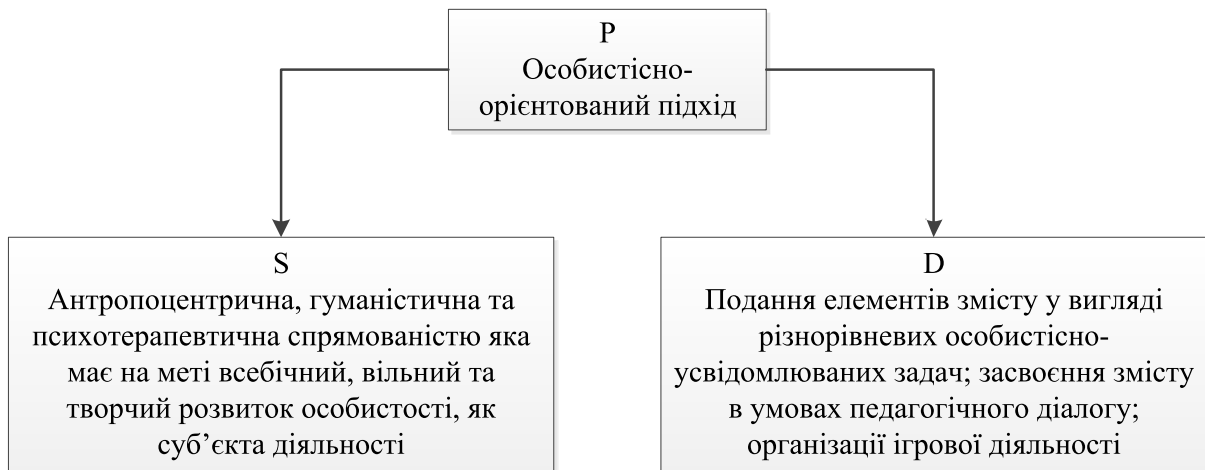 P
Особистісно-
орієнтований підхід
S
Антропоцентрична, гуманістична та
психотерапевтична спрямованістю яка
має на меті всебічний, вільний та
творчий розвиток особистості, як
суб’єкта діяльності
D
Подання елементів змісту у вигляді
різнорівневих особистісно-
усвідомлюваних задач; засвоєння змісту
в умовах педагогічного діалогу;
організації ігрової діяльності